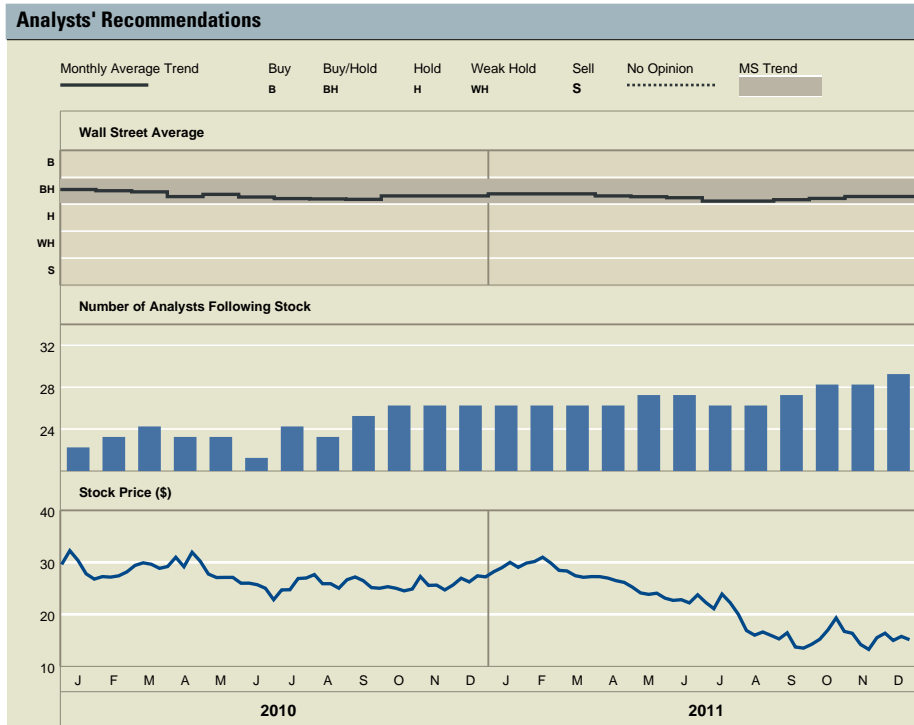 Analysts' Recommendations
Monthly Average Trend Buy Buy/Hold Hold Weak Hold Sell No Opinion MS Trend
B BH H WH S
Wall Street Average
B
BH
H
WH
S
Number of Analysts Following Stock
32
28
24
Stock Price ($)
40
30
20
10
J F M A M J J A S O N D J F M A M J J A S O N D
2010 2011